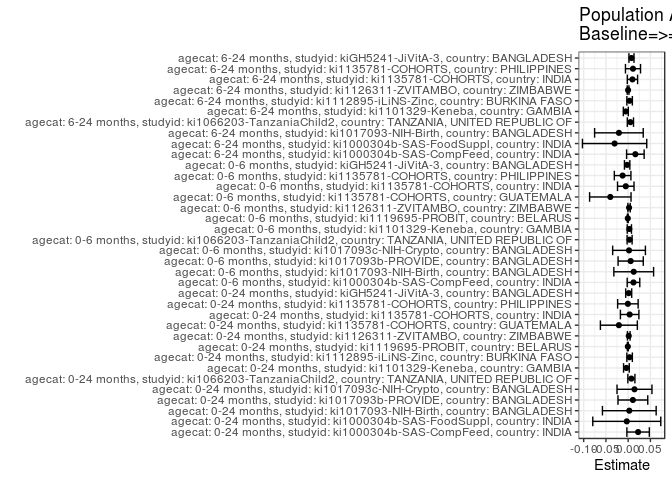 Population
Baseline=>=
agecat: 6-24 months, studyid: kiGH5241-JiVitA-3, country: BANGLADESH
agecat: 6-24 months, studyid: ki1135781-COHORTS, country: PHILIPPINES
agecat: 6-24 months, studyid: ki1135781-COHORTS, country: INDIA
agecat: 6-24 months, studyid: ki1126311-ZVITAMBO, country: ZIMBABWE
agecat: 6-24 months, studyid: ki1112895-iLiNS-Zinc, country: BURKINA FASO
agecat: 6-24 months, studyid: ki1101329-Keneba, country: GAMBIA
agecat: 6-24 months, studyid: ki1066203-TanzaniaChild2, country: TANZANIA, UNITED REPUBLIC OF
agecat: 6-24 months, studyid: ki1017093-NIH-Birth, country: BANGLADESH
agecat: 6-24 months, studyid: ki1000304b-SAS-FoodSuppl, country: INDIA
agecat: 6-24 months, studyid: ki1000304b-SAS-CompFeed, country: INDIA
agecat: 0-6 months, studyid: kiGH5241-JiVitA-3, country: BANGLADESH
agecat: 0-6 months, studyid: ki1135781-COHORTS, country: PHILIPPINES
agecat: 0-6 months, studyid: ki1135781-COHORTS, country: INDIA
agecat: 0-6 months, studyid: ki1135781-COHORTS, country: GUATEMALA
agecat: 0-6 months, studyid: ki1126311-ZVITAMBO, country: ZIMBABWE
agecat: 0-6 months, studyid: ki1119695-PROBIT, country: BELARUS
agecat: 0-6 months, studyid: ki1101329-Keneba, country: GAMBIA
agecat: 0-6 months, studyid: ki1066203-TanzaniaChild2, country: TANZANIA, UNITED REPUBLIC OF
agecat: 0-6 months, studyid: ki1017093c-NIH-Crypto, country: BANGLADESH
agecat: 0-6 months, studyid: ki1017093b-PROVIDE, country: BANGLADESH
agecat: 0-6 months, studyid: ki1017093-NIH-Birth, country: BANGLADESH
agecat: 0-6 months, studyid: ki1000304b-SAS-CompFeed, country: INDIA
agecat: 0-24 months, studyid: kiGH5241-JiVitA-3, country: BANGLADESH
agecat: 0-24 months, studyid: ki1135781-COHORTS, country: PHILIPPINES
agecat: 0-24 months, studyid: ki1135781-COHORTS, country: INDIA
agecat: 0-24 months, studyid: ki1135781-COHORTS, country: GUATEMALA
agecat: 0-24 months, studyid: ki1126311-ZVITAMBO, country: ZIMBABWE
agecat: 0-24 months, studyid: ki1119695-PROBIT, country: BELARUS
agecat: 0-24 months, studyid: ki1112895-iLiNS-Zinc, country: BURKINA FASO
agecat: 0-24 months, studyid: ki1101329-Keneba, country: GAMBIA
agecat: 0-24 months, studyid: ki1066203-TanzaniaChild2, country: TANZANIA, UNITED REPUBLIC OF
agecat: 0-24 months, studyid: ki1017093c-NIH-Crypto, country: BANGLADESH
agecat: 0-24 months, studyid: ki1017093b-PROVIDE, country: BANGLADESH
agecat: 0-24 months, studyid: ki1017093-NIH-Birth, country: BANGLADESH
agecat: 0-24 months, studyid: ki1000304b-SAS-FoodSuppl, country: INDIA
agecat: 0-24 months, studyid: ki1000304b-SAS-CompFeed, country: INDIA
-0.10 -0.05 0.00 0.05
Estimate